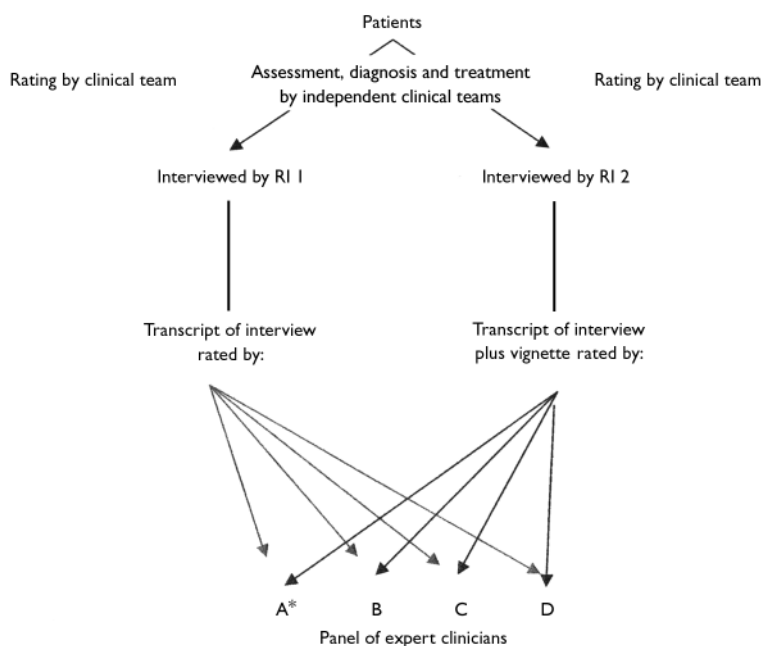 Patients
Rating by clinical team
Assessment, diagnosis and treatment
by independent clinical teams
Rating by clinical team
Interviewed by RI 1
Interviewed by RI 2
Transcript of interview
rated by:
Transcript of interview
plus vignette rated by:
A*
B
C
D
Panel of expert clinicians